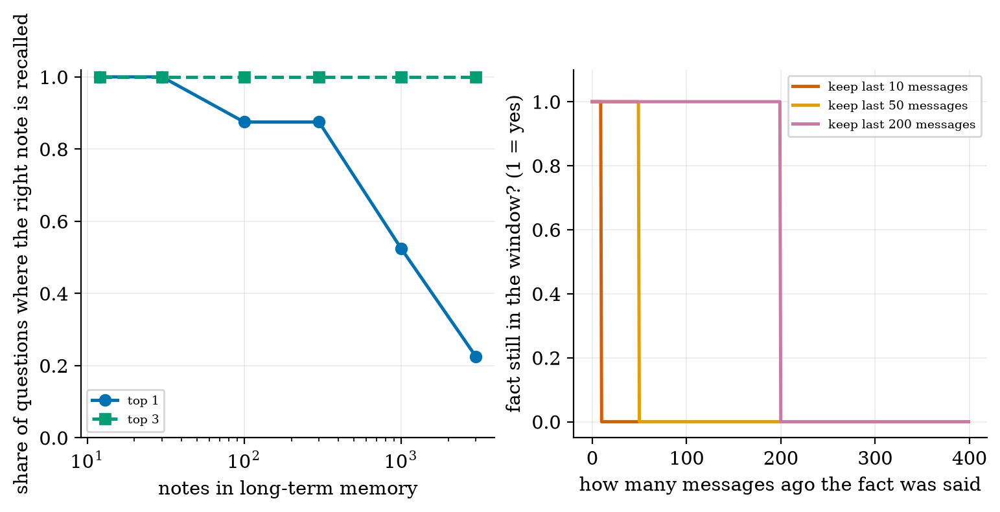 share of questions where the right note is recalled
1.0
0.8
0.6
0.4
0.2
0.0
top 1
top 3
10¹
10²
10³
notes in long-term memory
fact still in the window? (1 = yes)
1.0
0.8
0.6
0.4
0.2
0.0
keep last 10 messages
keep last 50 messages
keep last 200 messages
0
100
200
300
400
how many messages ago the fact was said